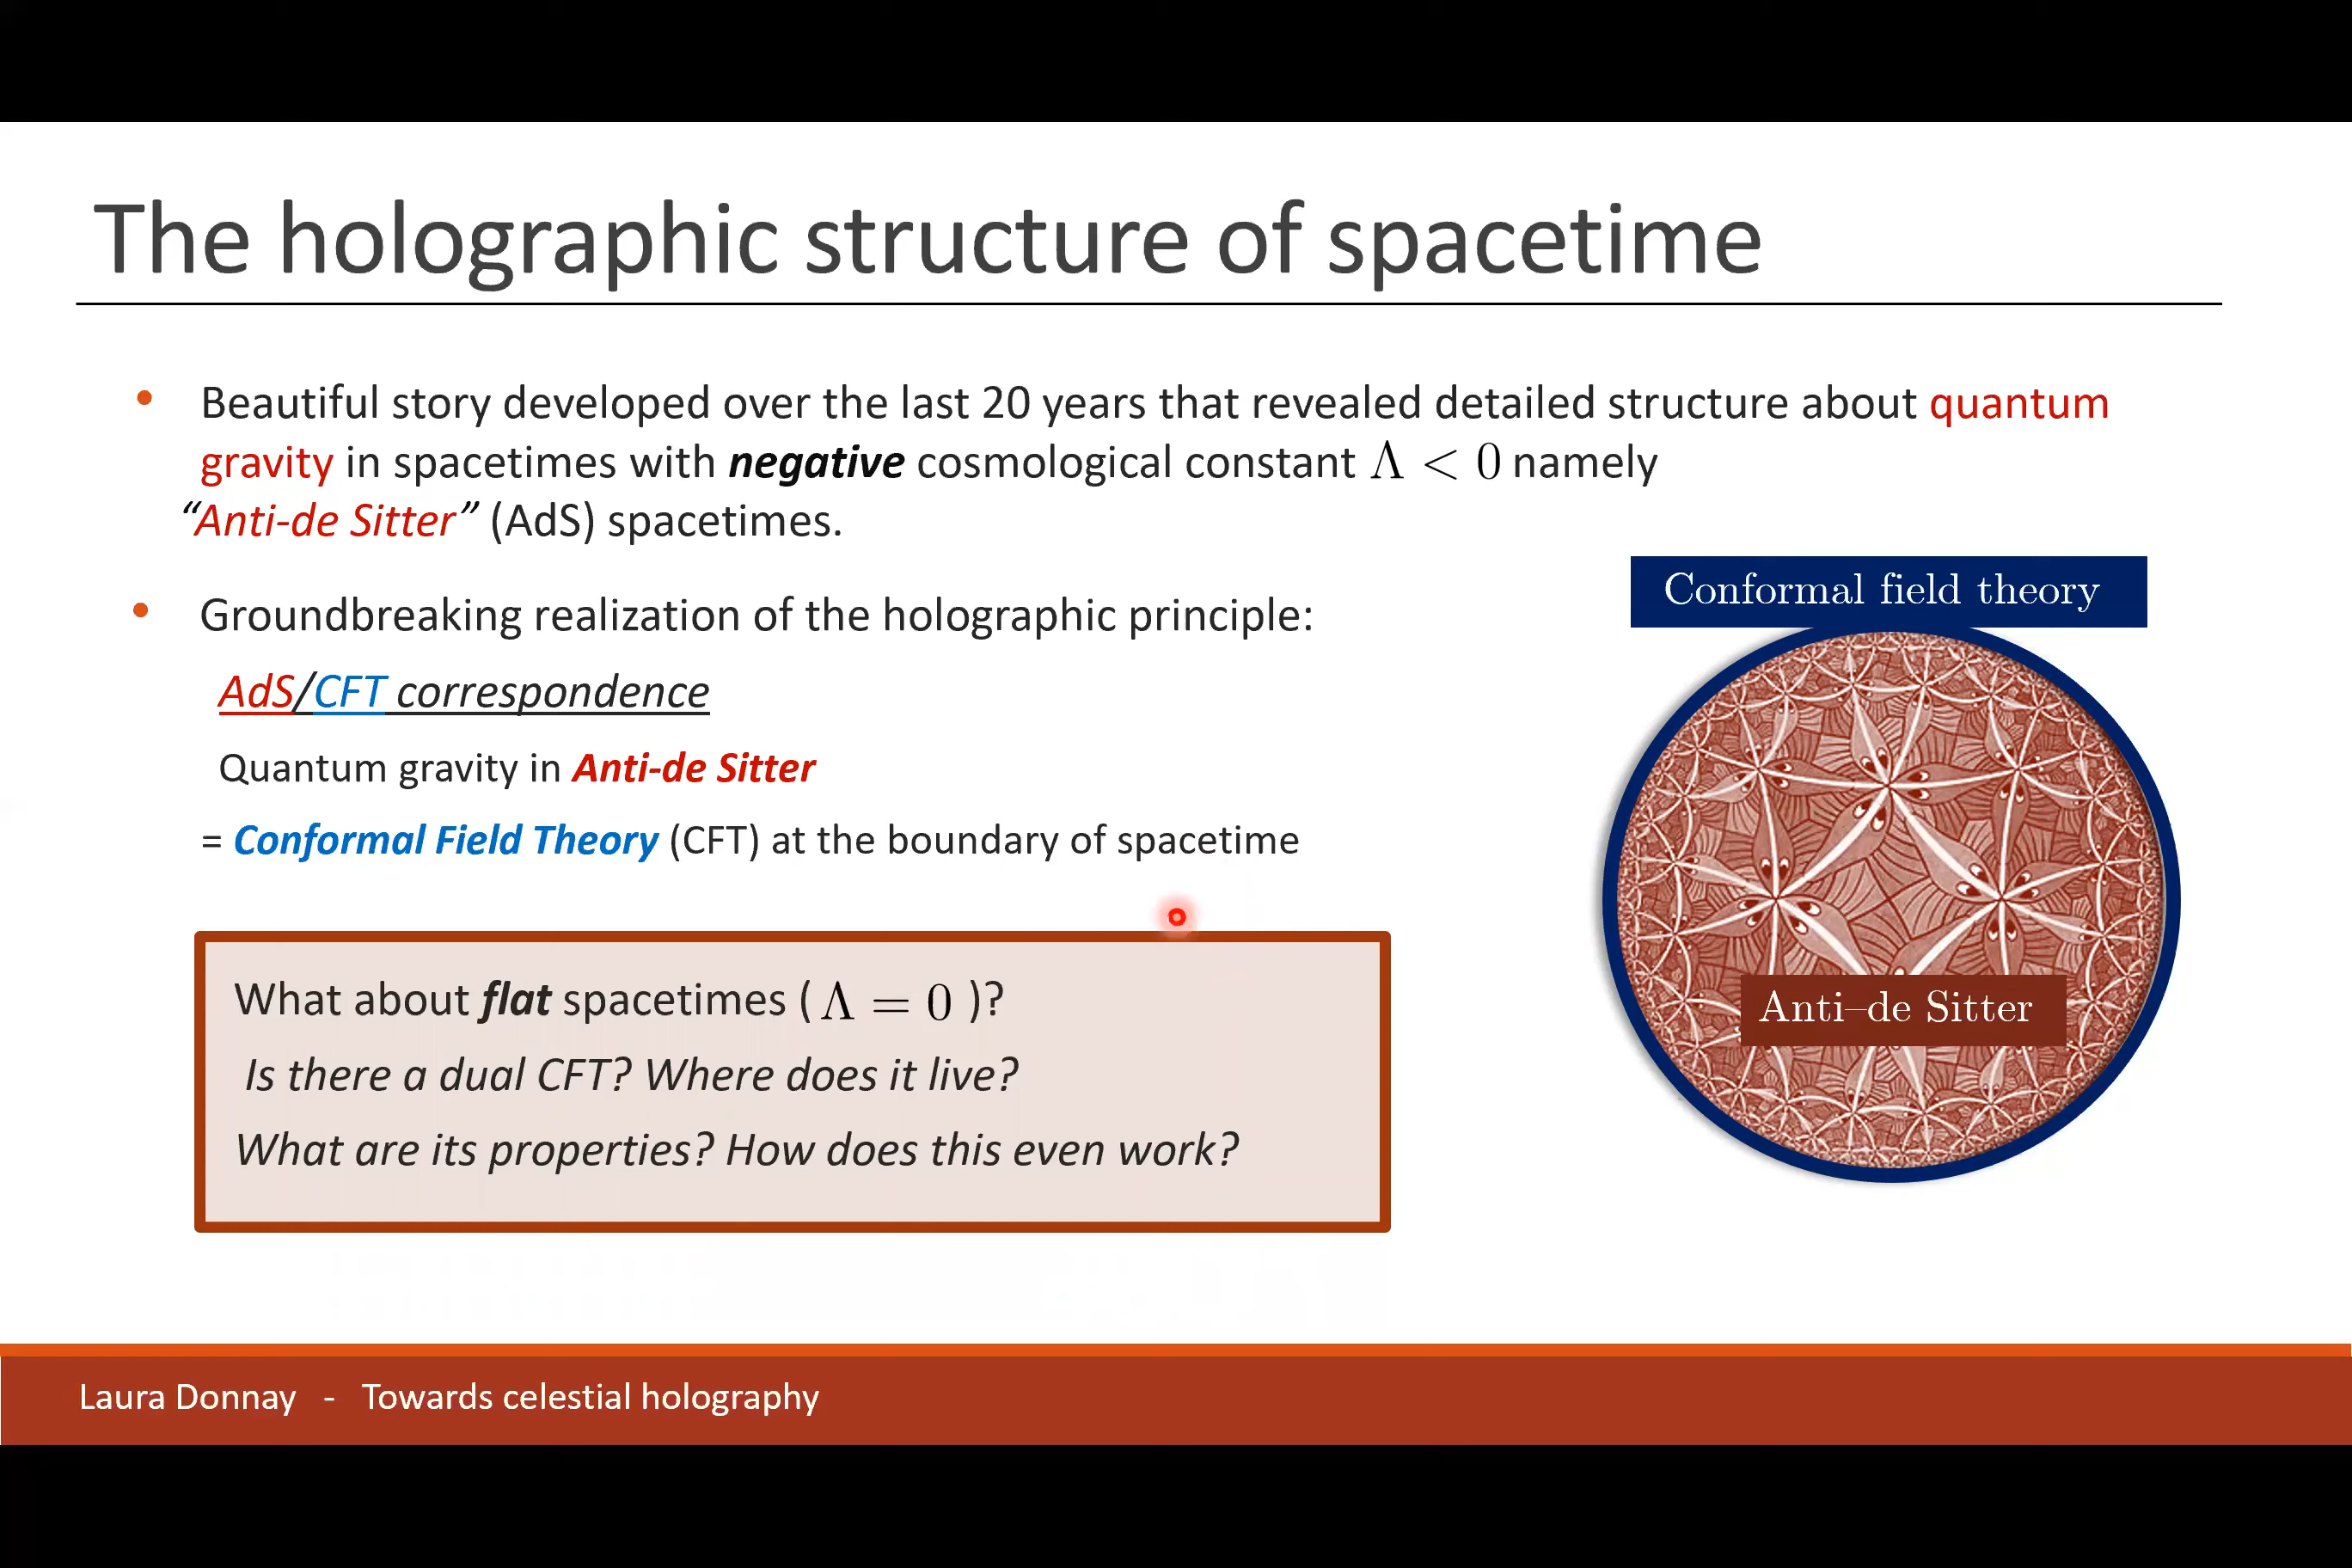 The holographic structure of spacetime
• Beautiful story developed over the last 20 years that revealed detailed structure about quantum
gravity in spacetimes with negative cosmological constant Λ < 0 namely
“Anti-de Sitter” (AdS) spacetimes.
• Groundbreaking realization of the holographic principle:
AdS/CFT correspondence
Quantum gravity in Anti-de Sitter
= Conformal Field Theory (CFT) at the boundary of spacetime
Conformal field theory
Anti–de Sitter
What about flat spacetimes ( Λ = 0 )?
Is there a dual CFT? Where does it live?
What are its properties? How does this even work?
Laura Donnay - Towards celestial holography